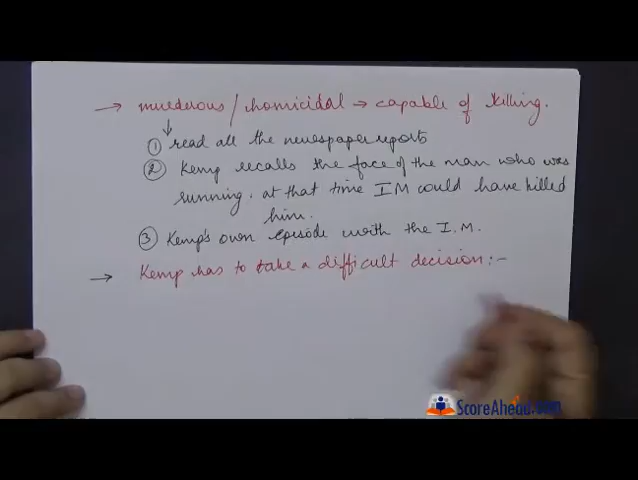 → murderous / homicidal → capable of killing.
① read all the newspaper reports
② Kemp recalls the face of the man who was
running. at that time IM could have killed
him.
③ Kemp's own episode with the I.M.
→ Kemp has to take a difficult decision :-
ScoreAhead.com